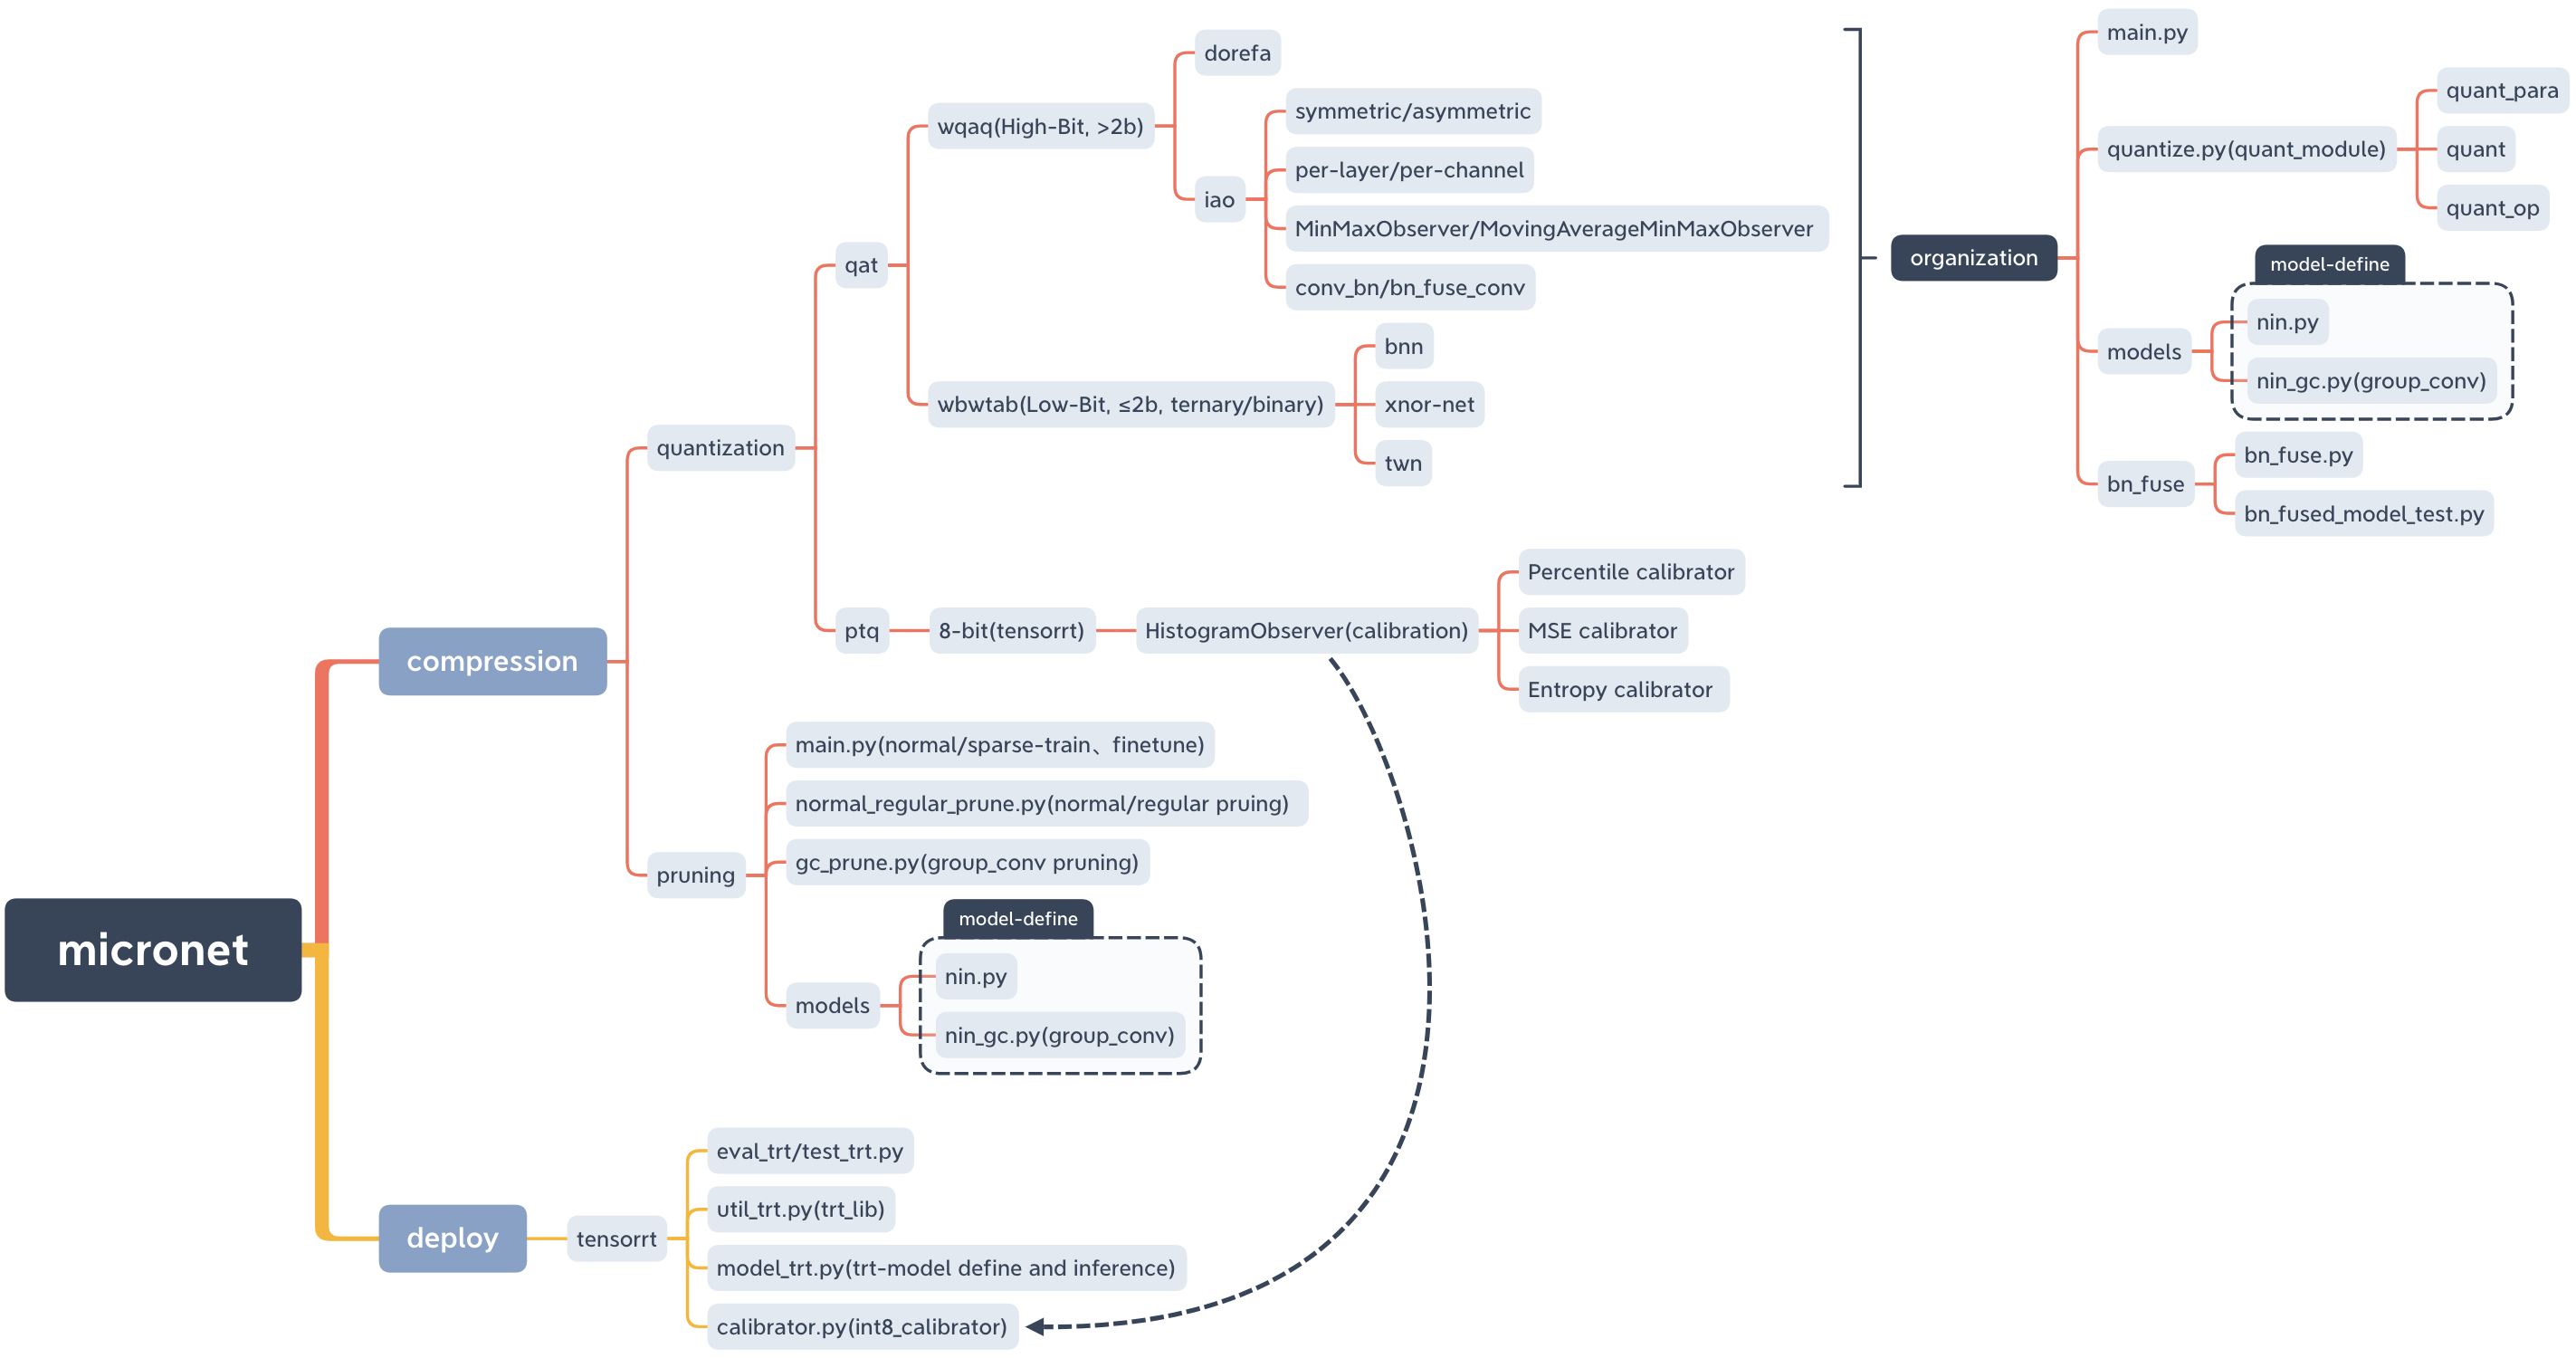 micronet
compression
quantization
qat
wqaq(High-Bit, >2b)
dorefa
iao
symmetric/asymmetric
per-layer/per-channel
MinMaxObserver/MovingAverageMinMaxObserver
conv_bn/bn_fuse_conv
wbwtab(Low-Bit, ≤2b, ternary/binary)
bnn
xnor-net
twn
organization
main.py
quantize.py(quant_module)
quant_para
quant
quant_op
models
model-define
nin.py
nin_gc.py(group_conv)
bn_fuse
bn_fuse.py
bn_fused_model_test.py
ptq
8-bit(tensorrt)
HistogramObserver(calibration)
Percentile calibrator
MSE calibrator
Entropy calibrator
pruning
main.py(normal/sparse-train、finetune)
normal_regular_prune.py(normal/regular pruing)
gc_prune.py(group_conv pruning)
models
model-define
nin.py
nin_gc.py(group_conv)
deploy
tensorrt
eval_trt/test_trt.py
util_trt.py(trt_lib)
model_trt.py(trt-model define and inference)
calibrator.py(int8_calibrator)